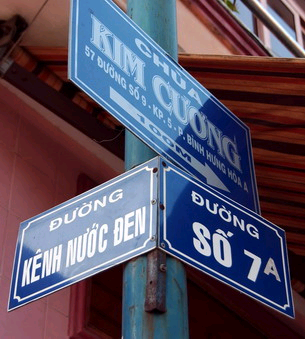 CHÙA
KIM CƯƠNG
57 ĐƯỜNG SỐ 9 - KP. 5 - P. BÌNH HƯNG HÒA A
100M
ĐƯỜNG
KÊNH NƯỚC ĐEN
ĐƯỜNG
SỐ 7A